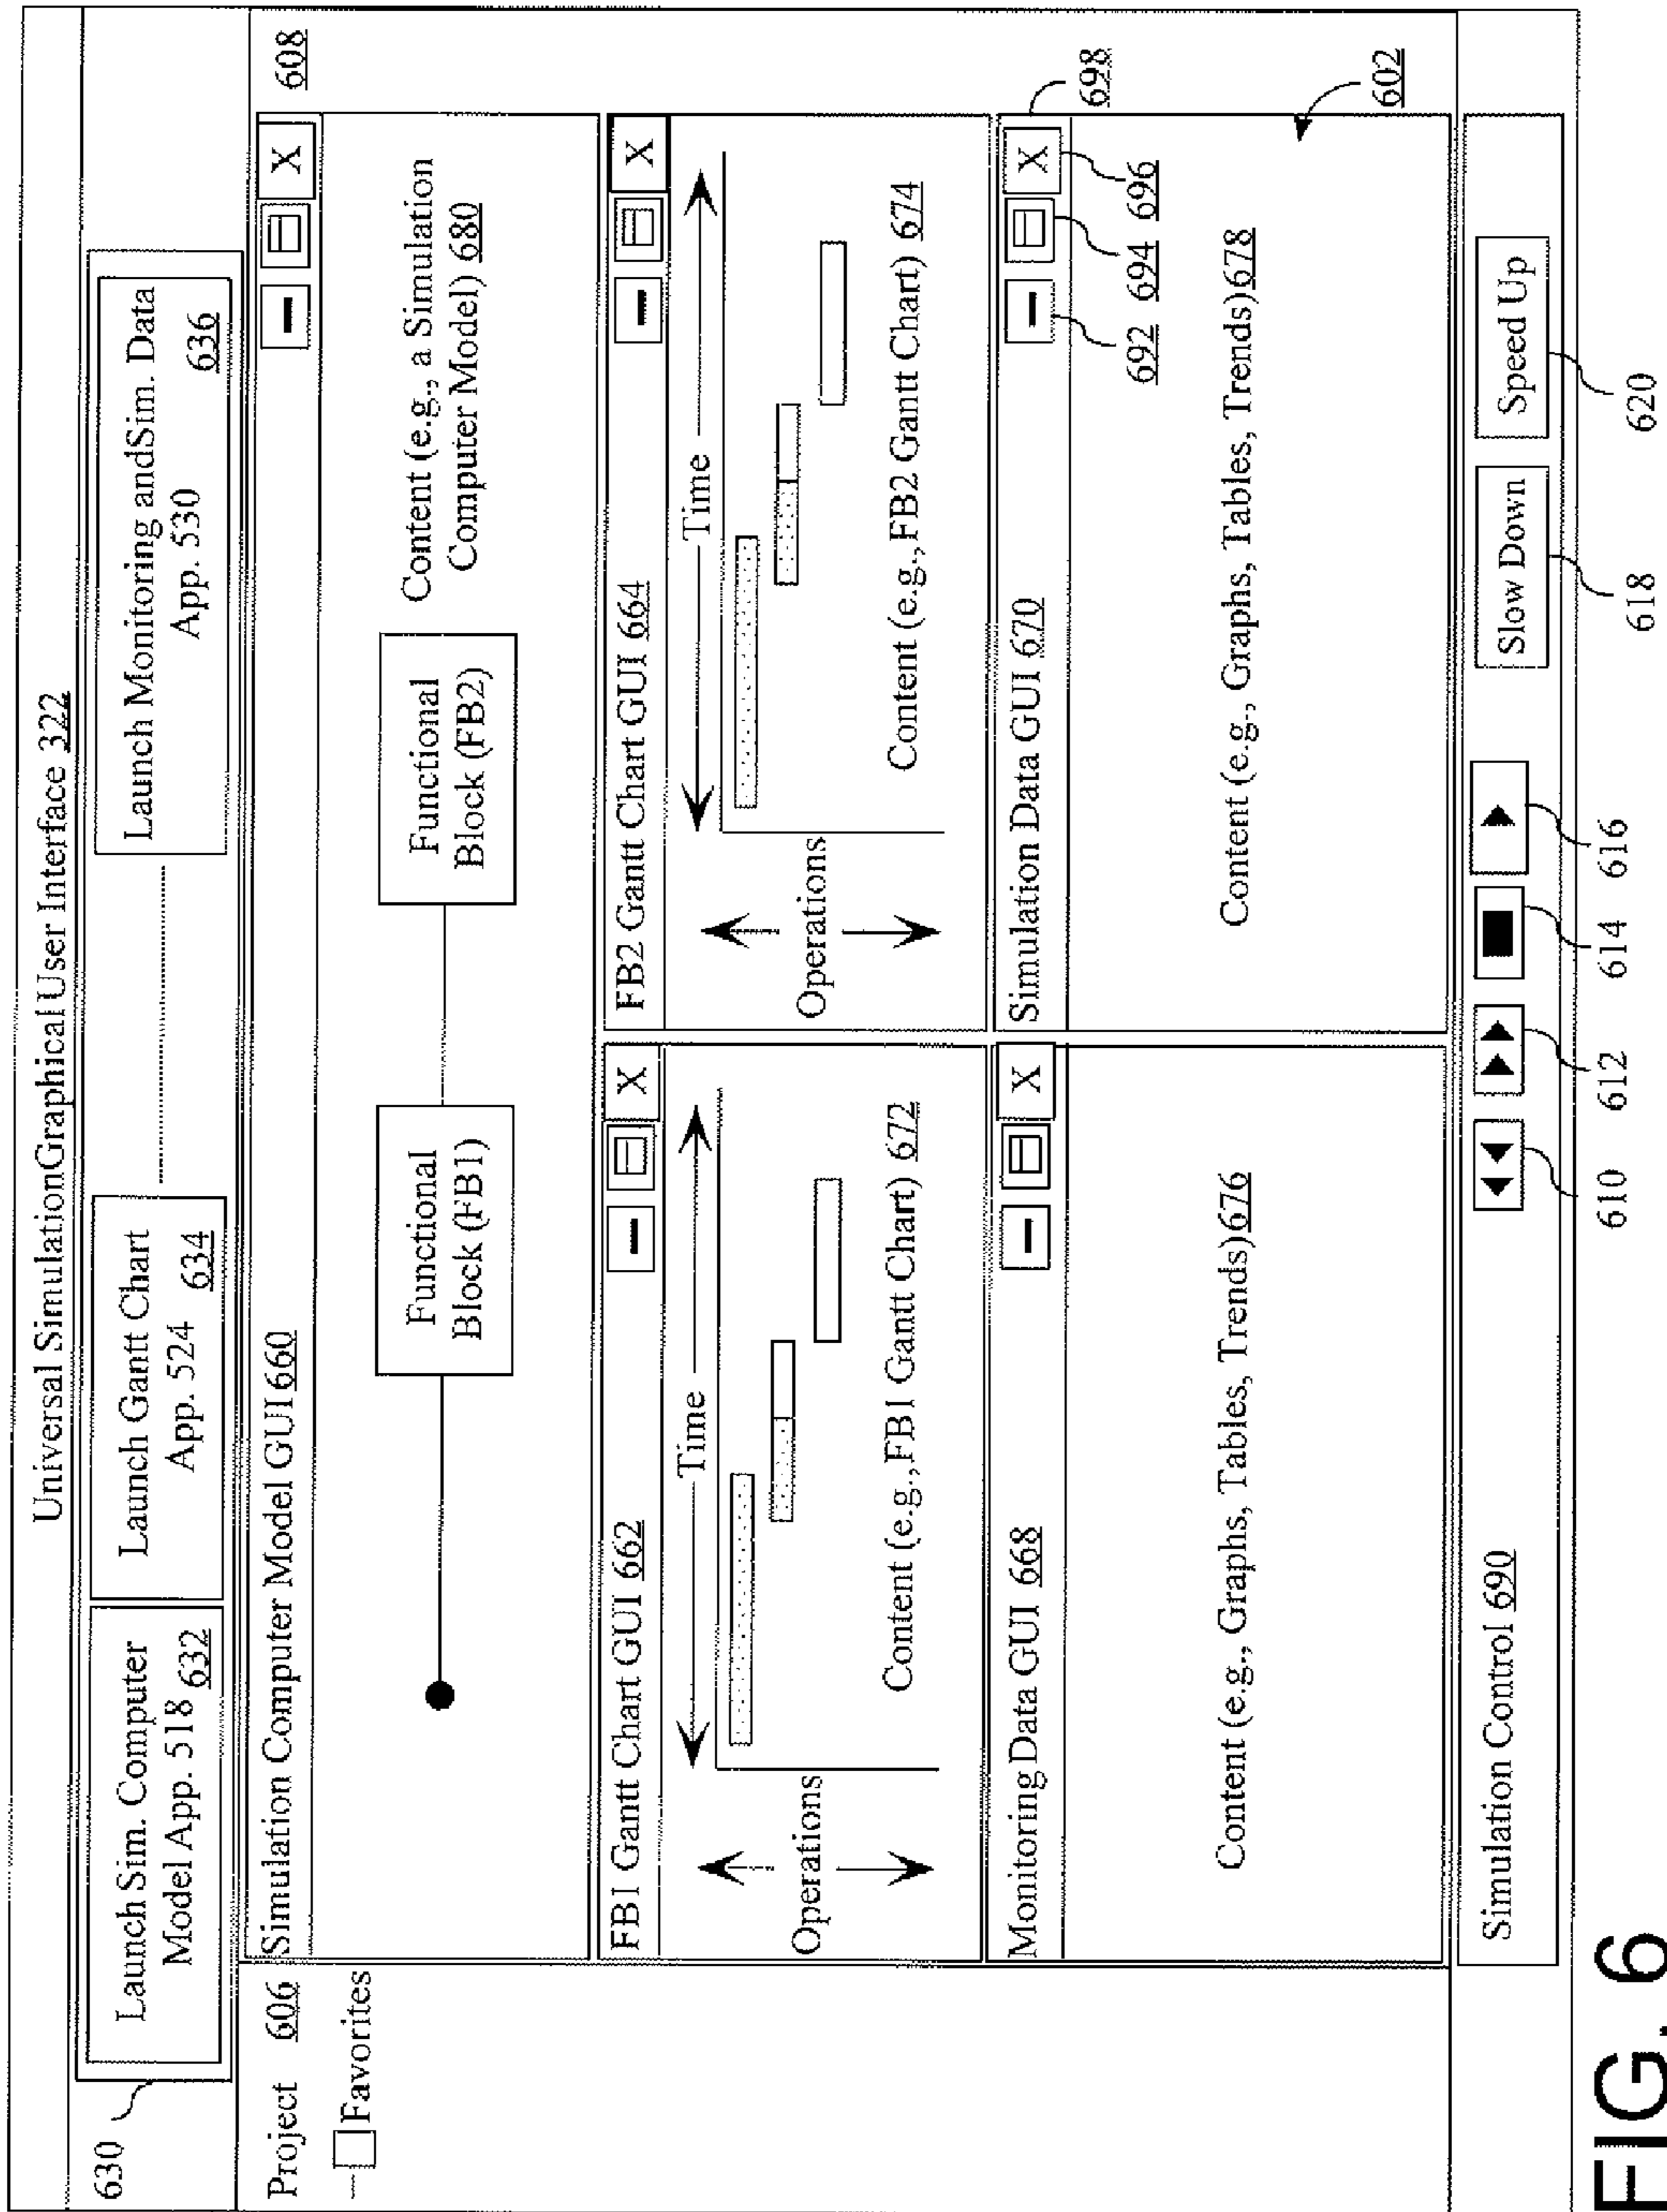 Universal SimulationGraphical User Interface 322
630
Launch Sim. Computer
Model App. 518 632
Launch Gantt Chart
App. 524 634
Launch Monitoring andSim. Data
App. 530 636
Project 606
Favorites
608
Simulation Computer Model GUI 660
X
Functional
Block (FB1)
Functional
Block (FB2)
Content (e.g., a Simulation
Computer Model) 680
FB1 Gantt Chart GUI 662
X
Time
Operations
Content (e.g.,FB1 Gantt Chart) 672
FB2 Gantt Chart GUI 664
X
Time
Operations
Content (e.g.,FB2 Gantt Chart) 674
Monitoring Data GUI 668
X
Content (e.g., Graphs, Tables, Trends)676
Simulation Data GUI 670
X
698
692 694 696
Content (e.g., Graphs, Tables, Trends)678
602
Simulation Control 690
Slow Down
Speed Up
610 612 614 616 618 620
FIG. 6